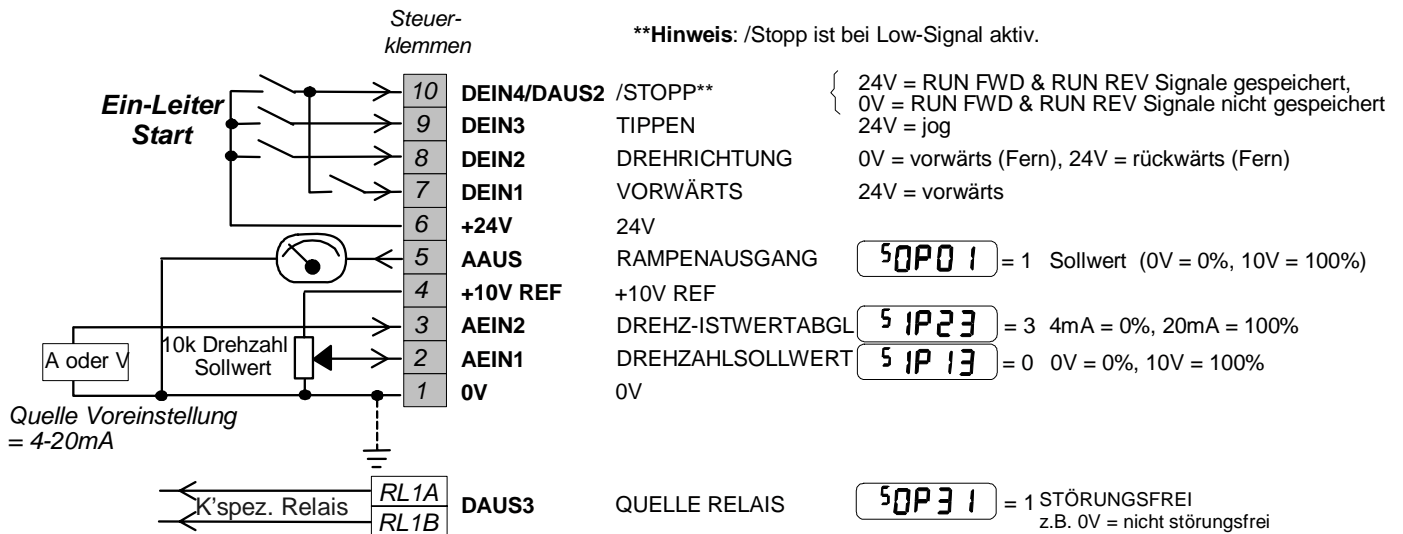 Steuer-
klemmen
**Hinweis: /Stopp ist bei Low-Signal aktiv.
Ein-Leiter
Start
10 DEIN4/DAUS2 /STOPP** 24V = RUN FWD & RUN REV Signale gespeichert,
0V = RUN FWD & RUN REV Signale nicht gespeichert
9 DEIN3 TIPPEN 24V = jog
8 DEIN2 DREHRICHTUNG 0V = vorwärts (Fern), 24V = rückwärts (Fern)
7 DEIN1 VORWÄRTS 24V = vorwärts
6 +24V 24V
5 AAUS RAMPENAUSGANG SOP01 = 1 Sollwert (0V = 0%, 10V = 100%)
4 +10V REF +10V REF
3 AEIN2 DREHZ-ISTWERTABGL SIP23 = 3 4mA = 0%, 20mA = 100%
A oder V
10k Drehzahl
Sollwert
2 AEIN1 DREHZAHLSOLLWERT SIP13 = 0 0V = 0%, 10V = 100%
1 0V 0V
Quelle Voreinstellung
= 4-20mA
K'spez. Relais
RL1A
RL1B
DAUS3 QUELLE RELAIS SOP31 = 1 STÖRUNGSFREI
z.B. 0V = nicht störungsfrei